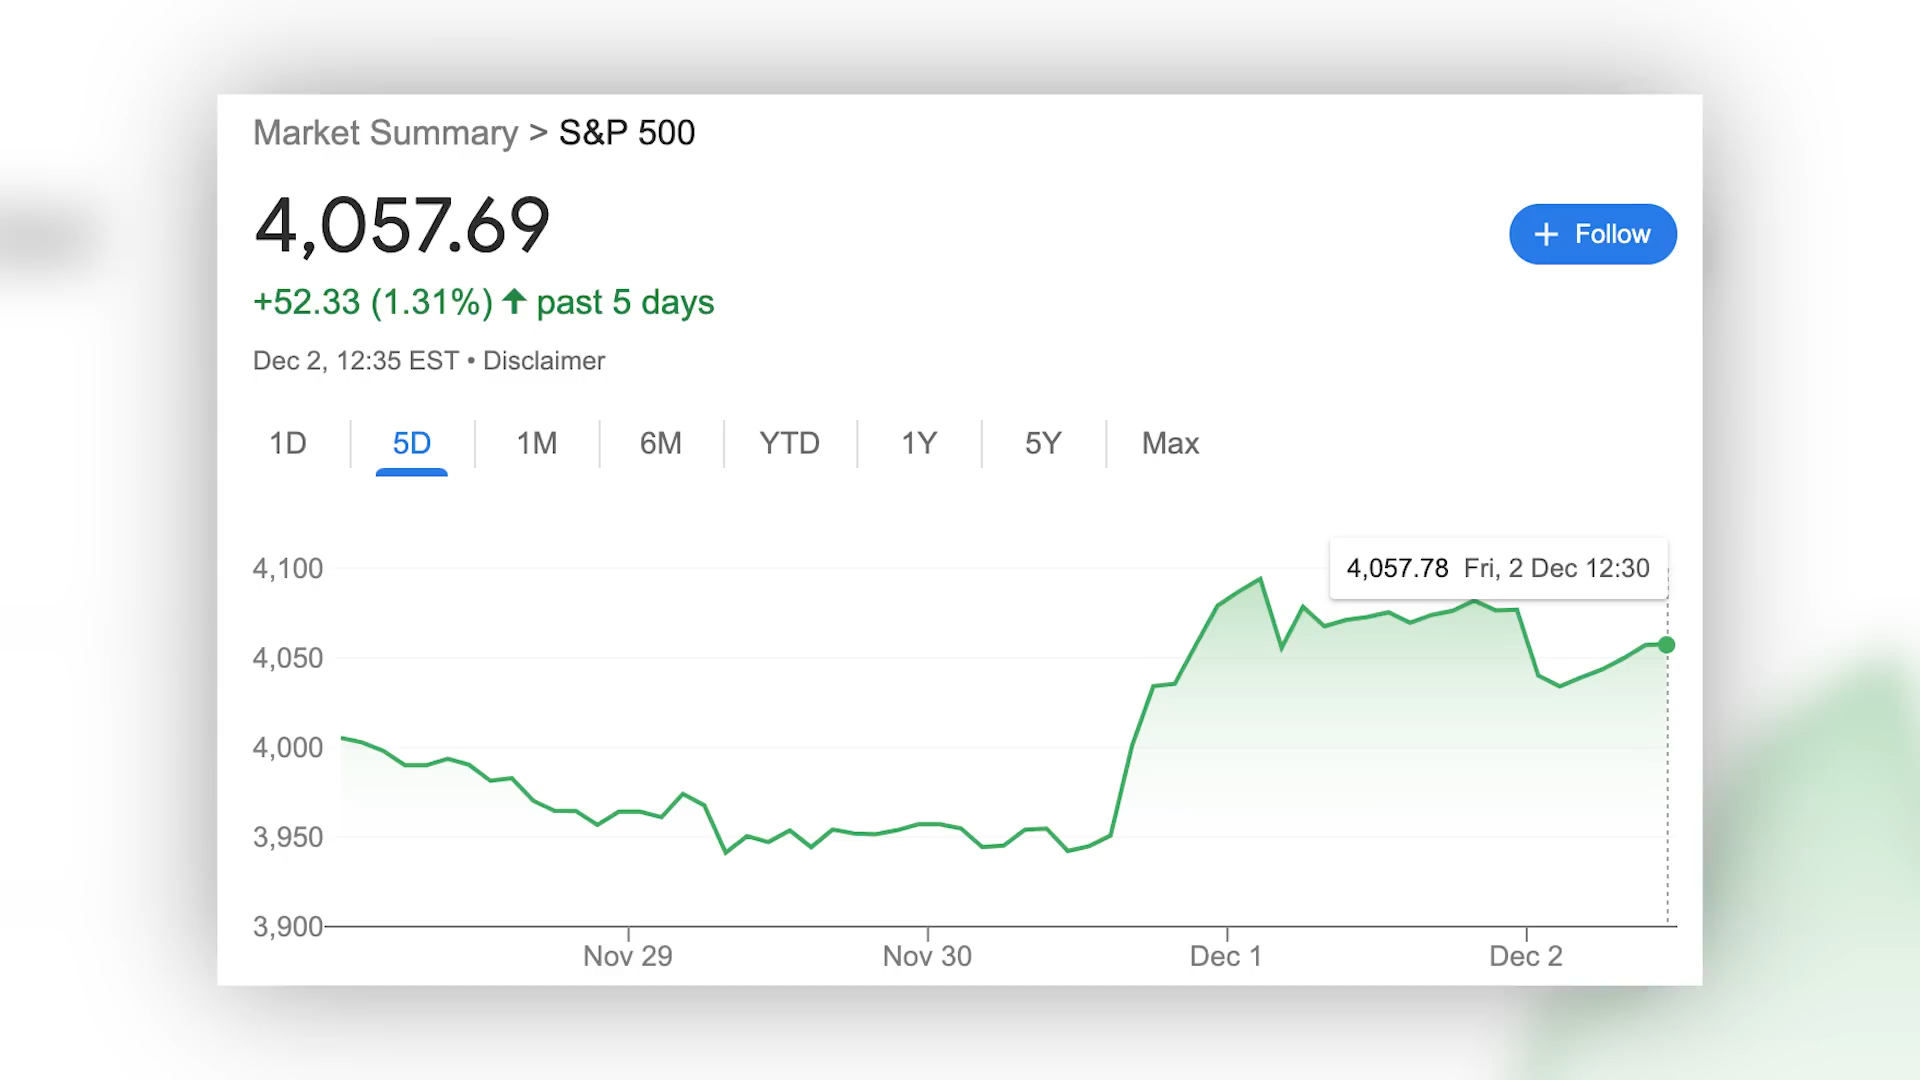 Market Summary > S&P 500
4,057.69
+ Follow
+52.33 (1.31%) ↑ past 5 days
Dec 2, 12:35 EST • Disclaimer
1D 5D 1M 6M YTD 1Y 5Y Max
4,057.78 Fri, 2 Dec 12:30
4,100
4,050
4,000
3,950
3,900
Nov 29 Nov 30 Dec 1 Dec 2